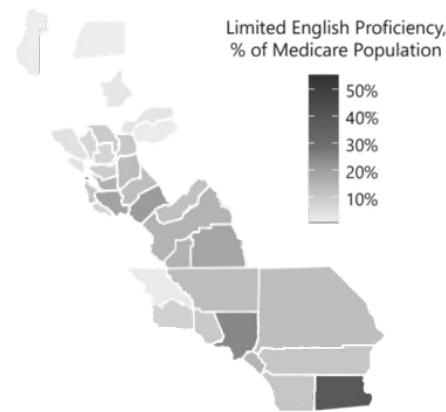 Limited English Proficiency,
% of Medicare Population
50%
40%
30%
20%
10%